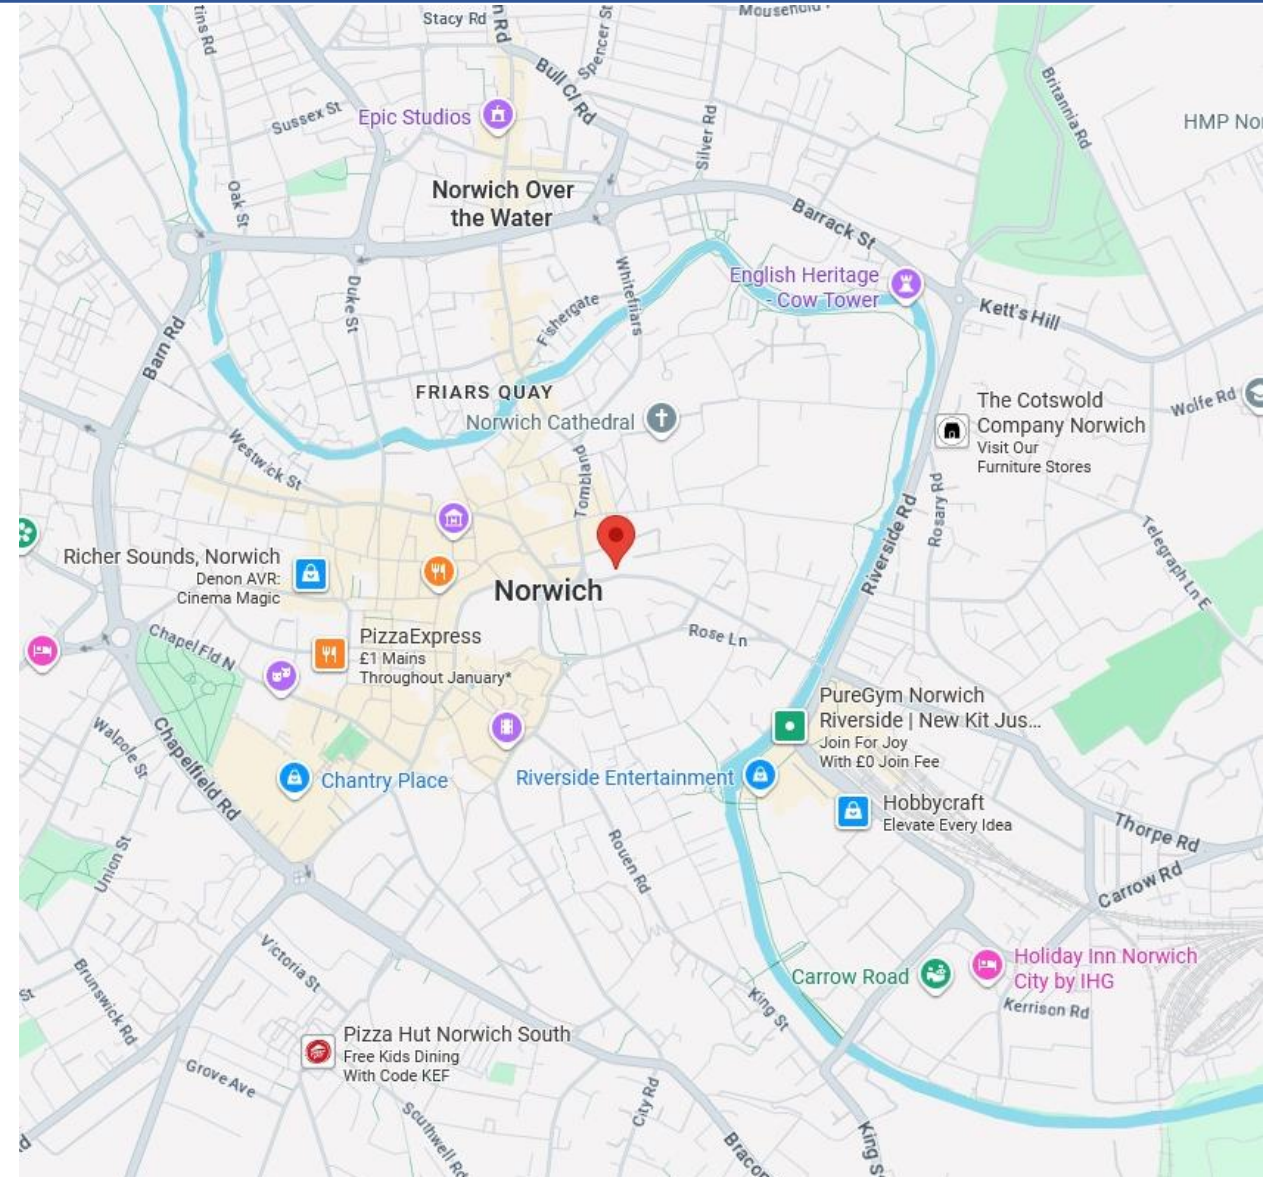 Stacy Rd
n Rd
Spencer St
tins Rd
Bull Cl Rd
Britannia Rd
Sussex St
Epic Studios
Silver Rd
HMP Nor
Norwich Over
the Water
Oak St
Barrack St
Whitefriars
English Heritage
- Cow Tower
Duke St
Fishergate
Kett's Hill
Barn Rd
FRIARS QUAY
Norwich Cathedral
The Cotswold
Company Norwich
Visit Our
Furniture Stores
Wolfe Rd
Westwick St
Tombland
Rosary Rd
Riverside Rd
Telegraph Ln E
Richer Sounds, Norwich
Denon AVR:
Cinema Magic
Norwich
Chapel Fld N
PizzaExpress
£1 Mains
Throughout January*
Rose Ln
PureGym Norwich
Riverside | New Kit Jus...
Join For Joy
With £0 Join Fee
Walpole St
Chapelfield Rd
Chantry Place
Riverside Entertainment
Hobbycraft
Elevate Every Idea
Union St
Rouen Rd
Thorpe Rd
Carrow Rd
Victoria St
Brunswick Rd
St
Carrow Road
Holiday Inn Norwich
City by IHG
King St
Kerrison Rd
Pizza Hut Norwich South
Free Kids Dining
With Code KEF
Grove Ave
Southwell Rd
City Rd
Bracon
King S